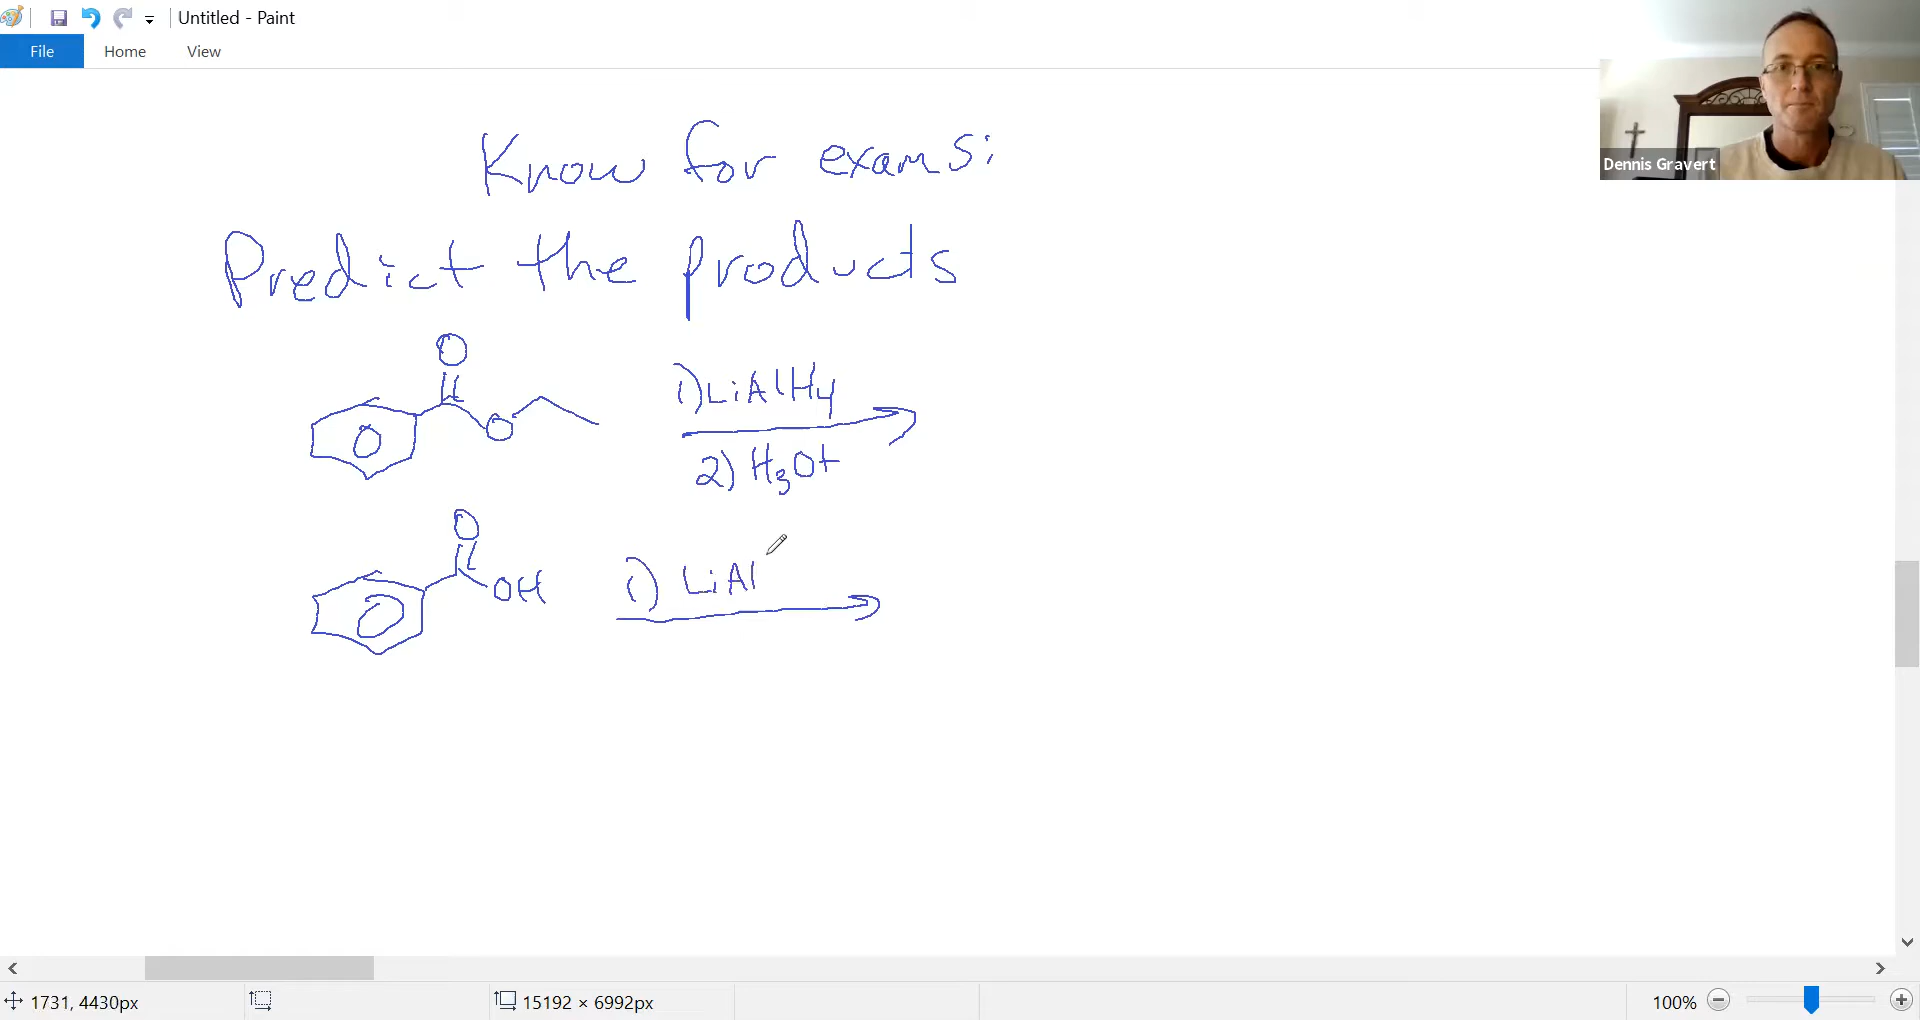 Untitled - Paint
File Home View
Dennis Gravert
Know for exams:
Predict the products
O
O
1) LiAlH4
2) H3O+
O
OH
1) LiAl
1731, 4430px
15192 × 6992px
100%